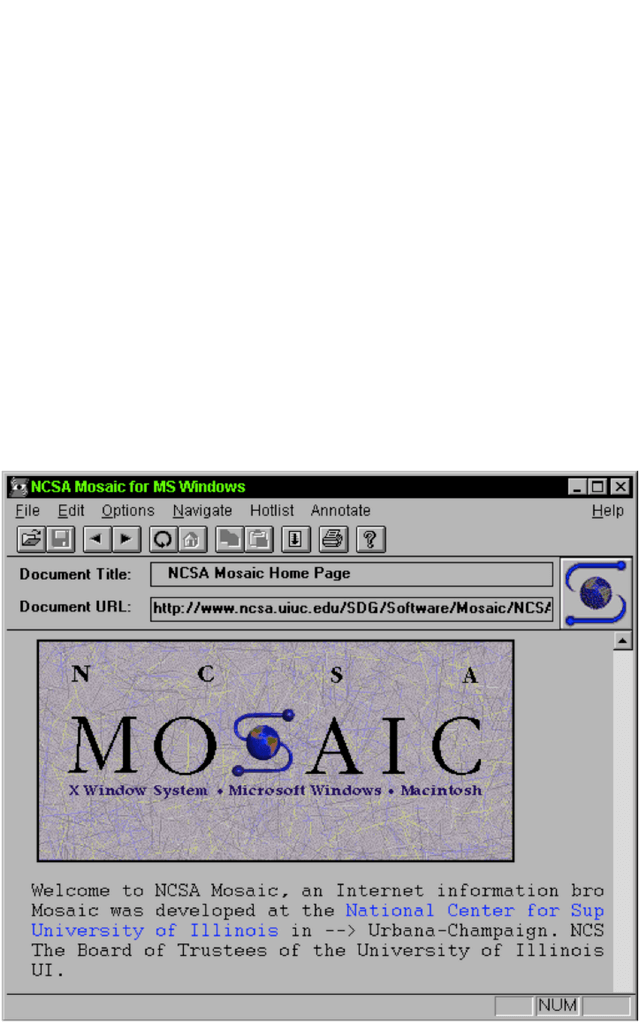 NCSA Mosaic for MS Windows
File Edit Options Navigate Hotlist Annotate Help
Document Title: NCSA Mosaic Home Page
Document URL: http://www.ncsa.uiuc.edu/SDG/Software/Mosaic/NCSA
N C S A
MOSAIC
X Window System • Microsoft Windows • Macintosh
Welcome to NCSA Mosaic, an Internet information bro
Mosaic was developed at the National Center for Sup
University of Illinois in --> Urbana-Champaign. NCS
The Board of Trustees of the University of Illinois
UI.
NUM